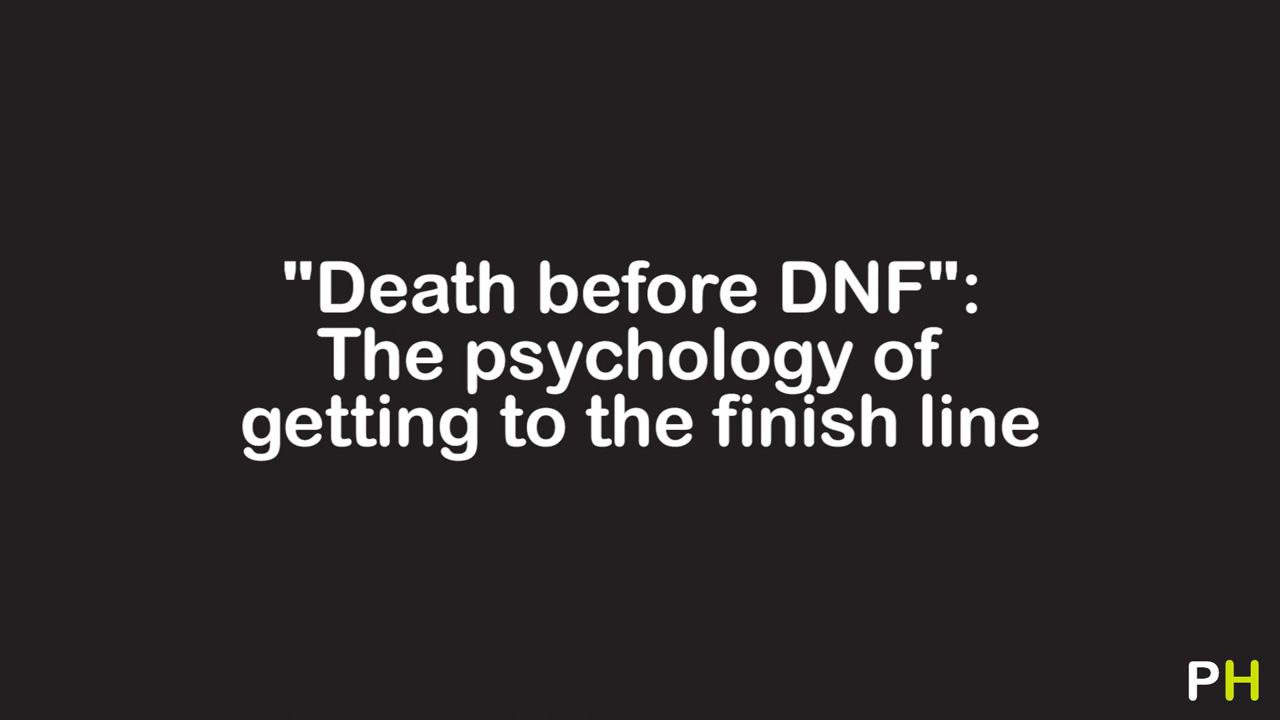 "Death before DNF":
The psychology of
getting to the finish line
PH